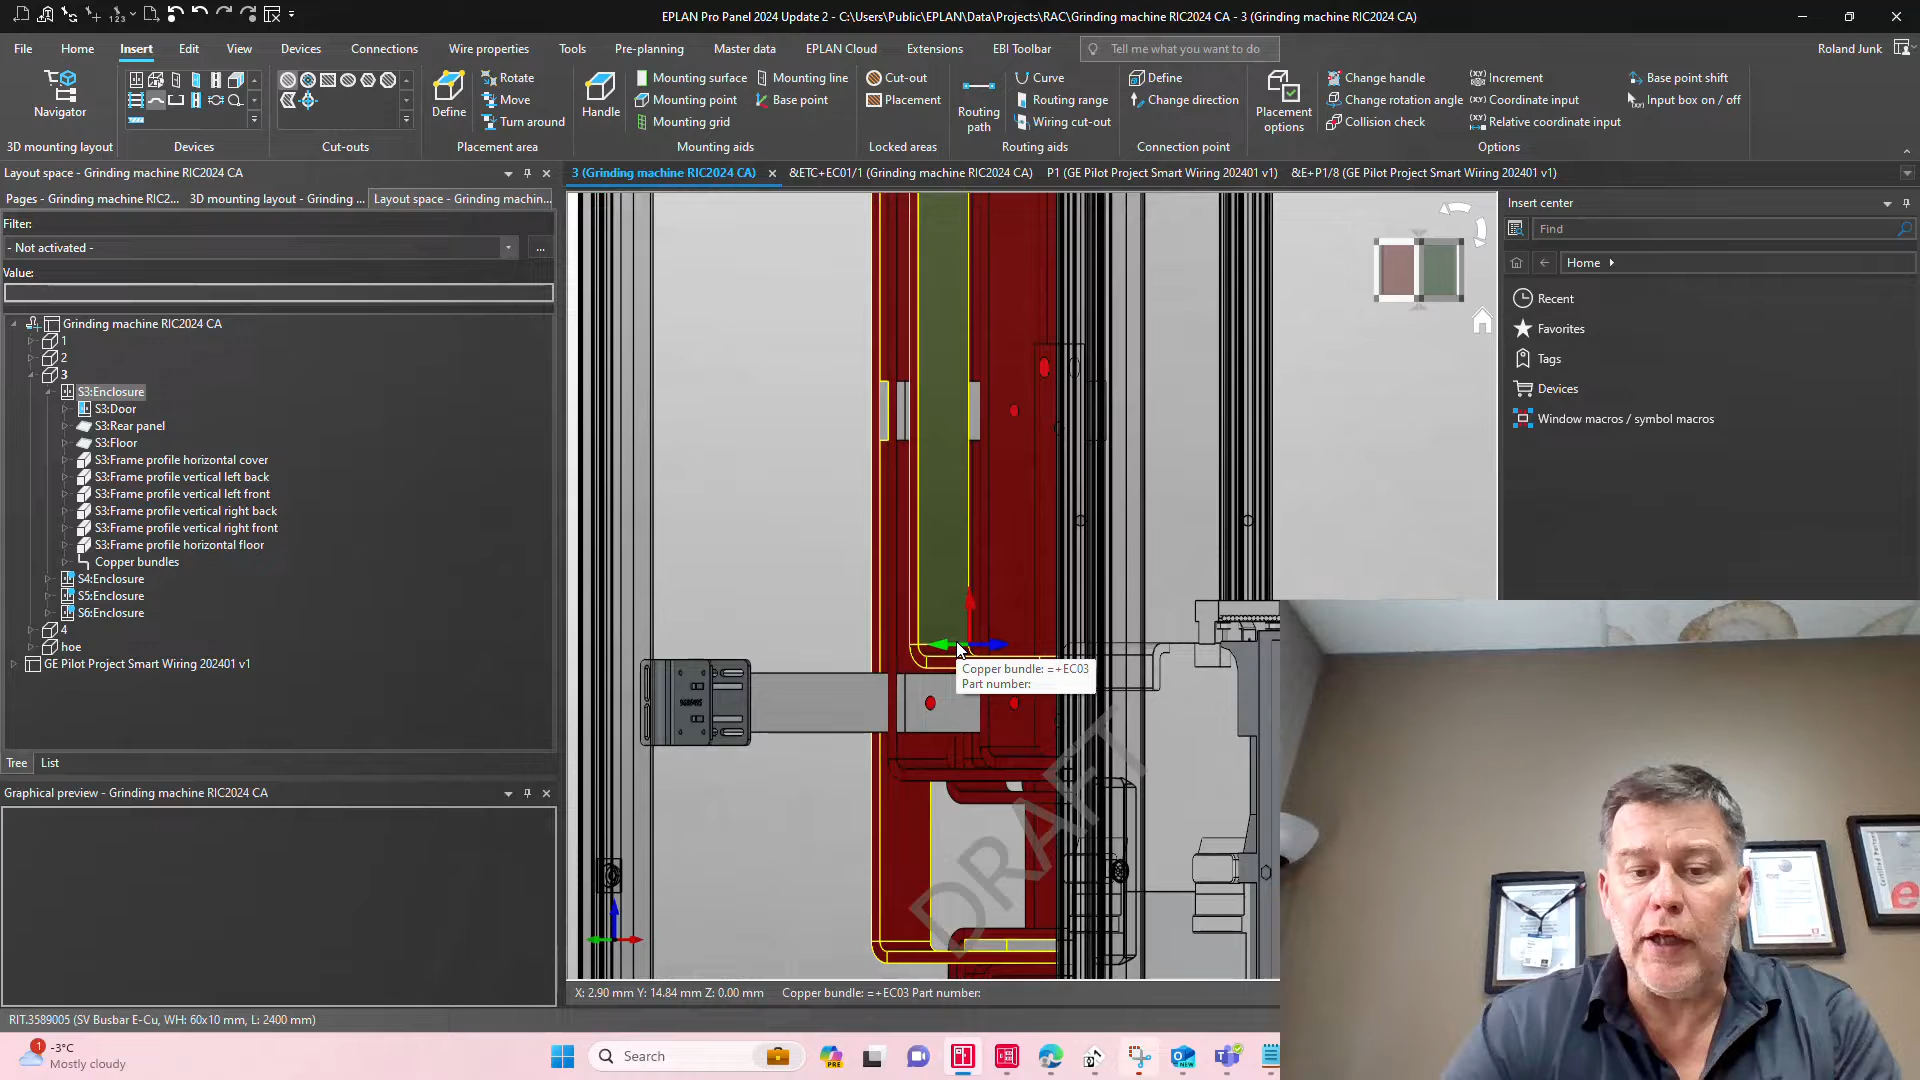 EPLAN Pro Panel 2024 Update 2 - C:\Users\Public\EPLAN\Data\Projects\RAC\Grinding machine RIC2024 CA - 3 (Grinding machine RIC2024 CA)
File Home Insert Edit View Devices Connections Wire properties Tools Pre-planning Master data EPLAN Cloud Extensions EBI Toolbar Tell me what you want to do Roland Junk
Navigator
3D mounting layout
Devices
Cut-outs
Define
Rotate
Move
Turn around
Placement area
Handle
Mounting surface
Mounting point
Mounting grid
Mounting line
Base point
Mounting aids
Cut-out
Placement
Locked areas
Routing path
Curve
Routing range
Wiring cut-out
Routing aids
Define
Change direction
Connection point
Placement options
Change handle
Change rotation angle
Collision check
Increment
Coordinate input
Relative coordinate input
Base point shift
Input box on / off
Options
Layout space - Grinding machine RIC2024 CA
Pages - Grinding machine RIC2... 3D mounting layout - Grinding ... Layout space - Grinding machin...
Filter:
- Not activated -
...
Value:
Grinding machine RIC2024 CA
1
2
3
S3:Enclosure
S3:Door
S3:Rear panel
S3:Floor
S3:Frame profile horizontal cover
S3:Frame profile vertical left back
S3:Frame profile vertical left front
S3:Frame profile vertical right back
S3:Frame profile vertical right front
S3:Frame profile horizontal floor
Copper bundles
S4:Enclosure
S5:Enclosure
S6:Enclosure
4
hoe
GE Pilot Project Smart Wiring 202401 v1
Tree List
Graphical preview - Grinding machine RIC2024 CA
RIT.3589005 (SV Busbar E-Cu, WH: 60x10 mm, L: 2400 mm)
3 (Grinding machine RIC2024 CA) &ETC+EC01/1 (Grinding machine RIC2024 CA) P1 (GE Pilot Project Smart Wiring 202401 v1) &E+P1/8 (GE Pilot Project Smart Wiring 202401 v1)
Copper bundle: =+EC03
Part number:
DRAFT
X: 2.90 mm Y: 14.84 mm Z: 0.00 mm Copper bundle: =+EC03 Part number:
Insert center
Find
Home
Recent
Favorites
Tags
Devices
Window macros / symbol macros
1
-3°C
Mostly cloudy
Search
PRE
NEW